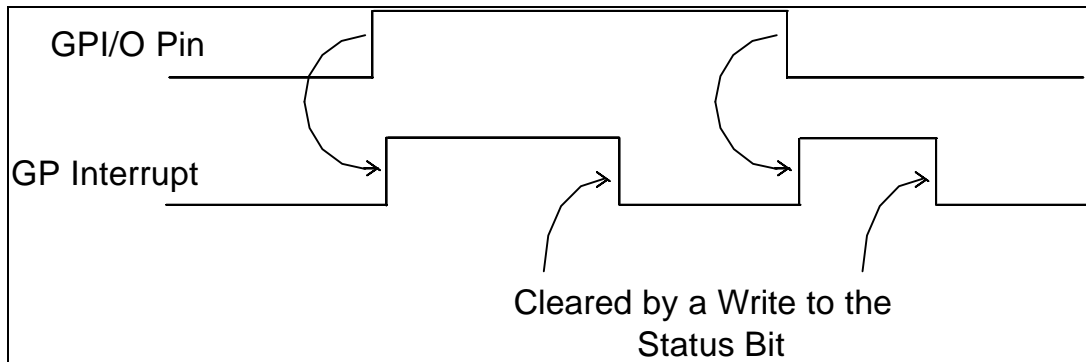 GPI/O Pin
GP Interrupt
Cleared by a Write to the
Status Bit